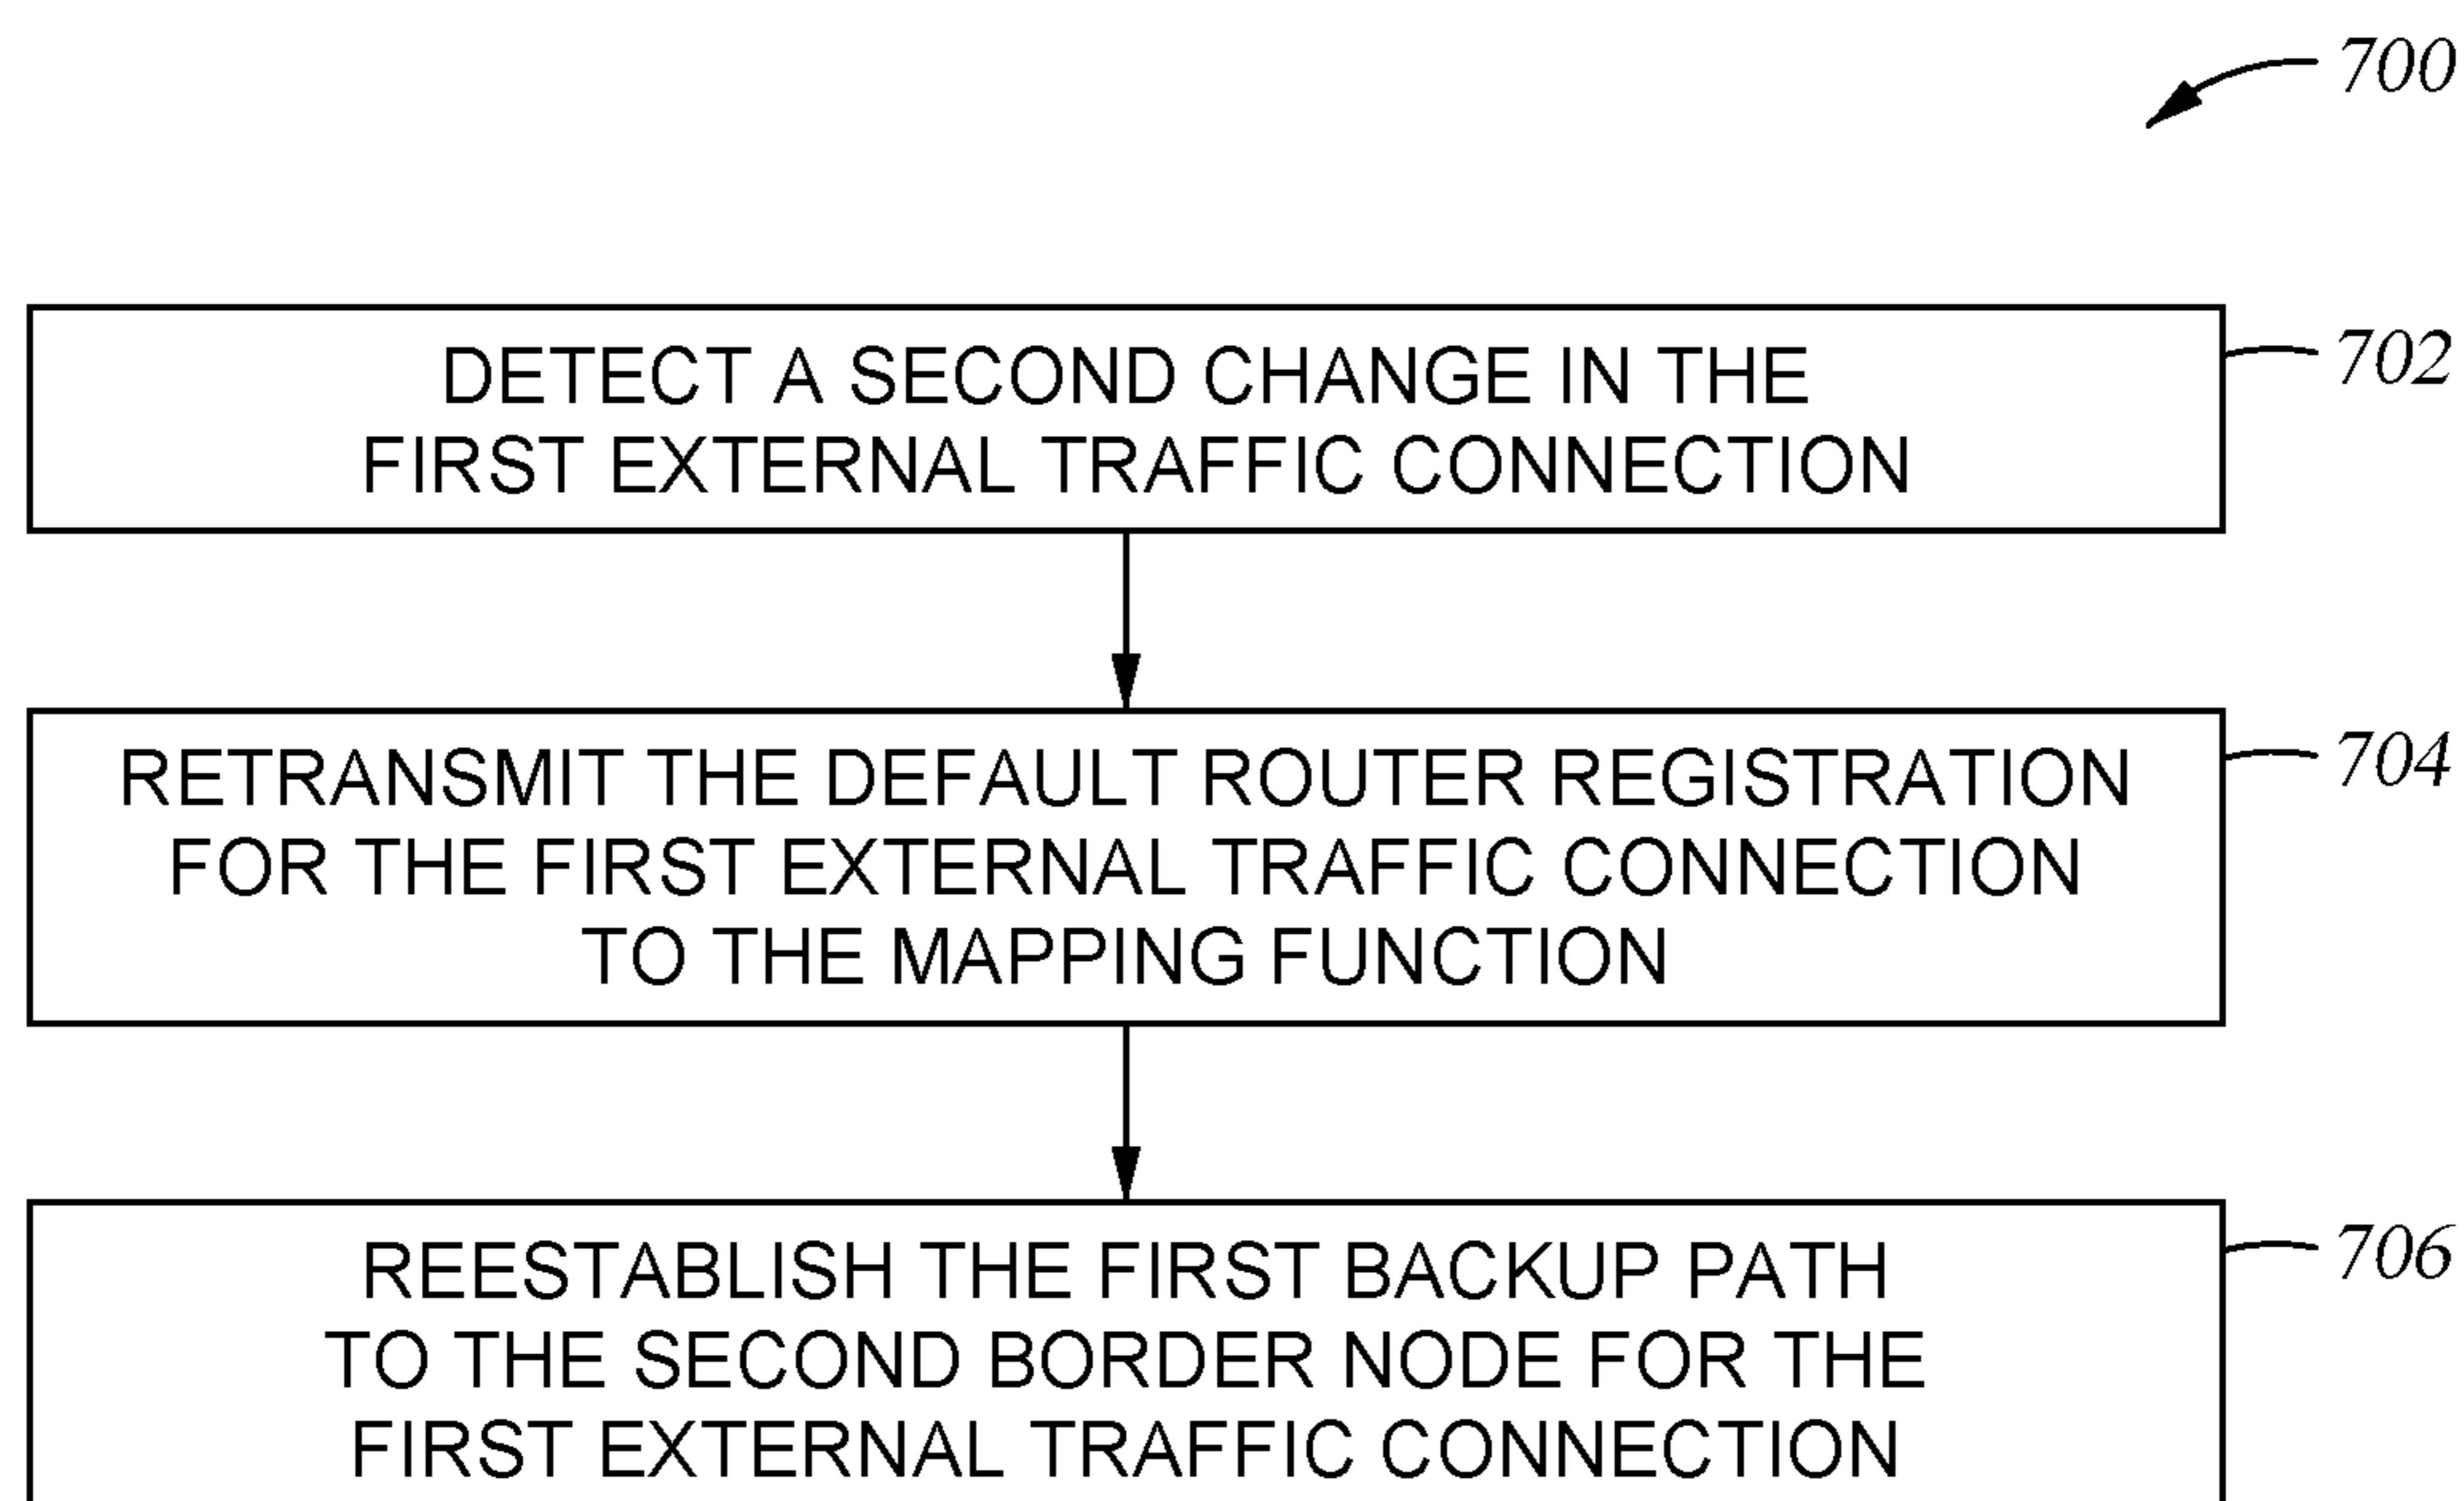 700
DETECT A SECOND CHANGE IN THE
FIRST EXTERNAL TRAFFIC CONNECTION
702
RETRANSMIT THE DEFAULT ROUTER REGISTRATION
FOR THE FIRST EXTERNAL TRAFFIC CONNECTION
TO THE MAPPING FUNCTION
704
REESTABLISH THE FIRST BACKUP PATH
TO THE SECOND BORDER NODE FOR THE
FIRST EXTERNAL TRAFFIC CONNECTION
706